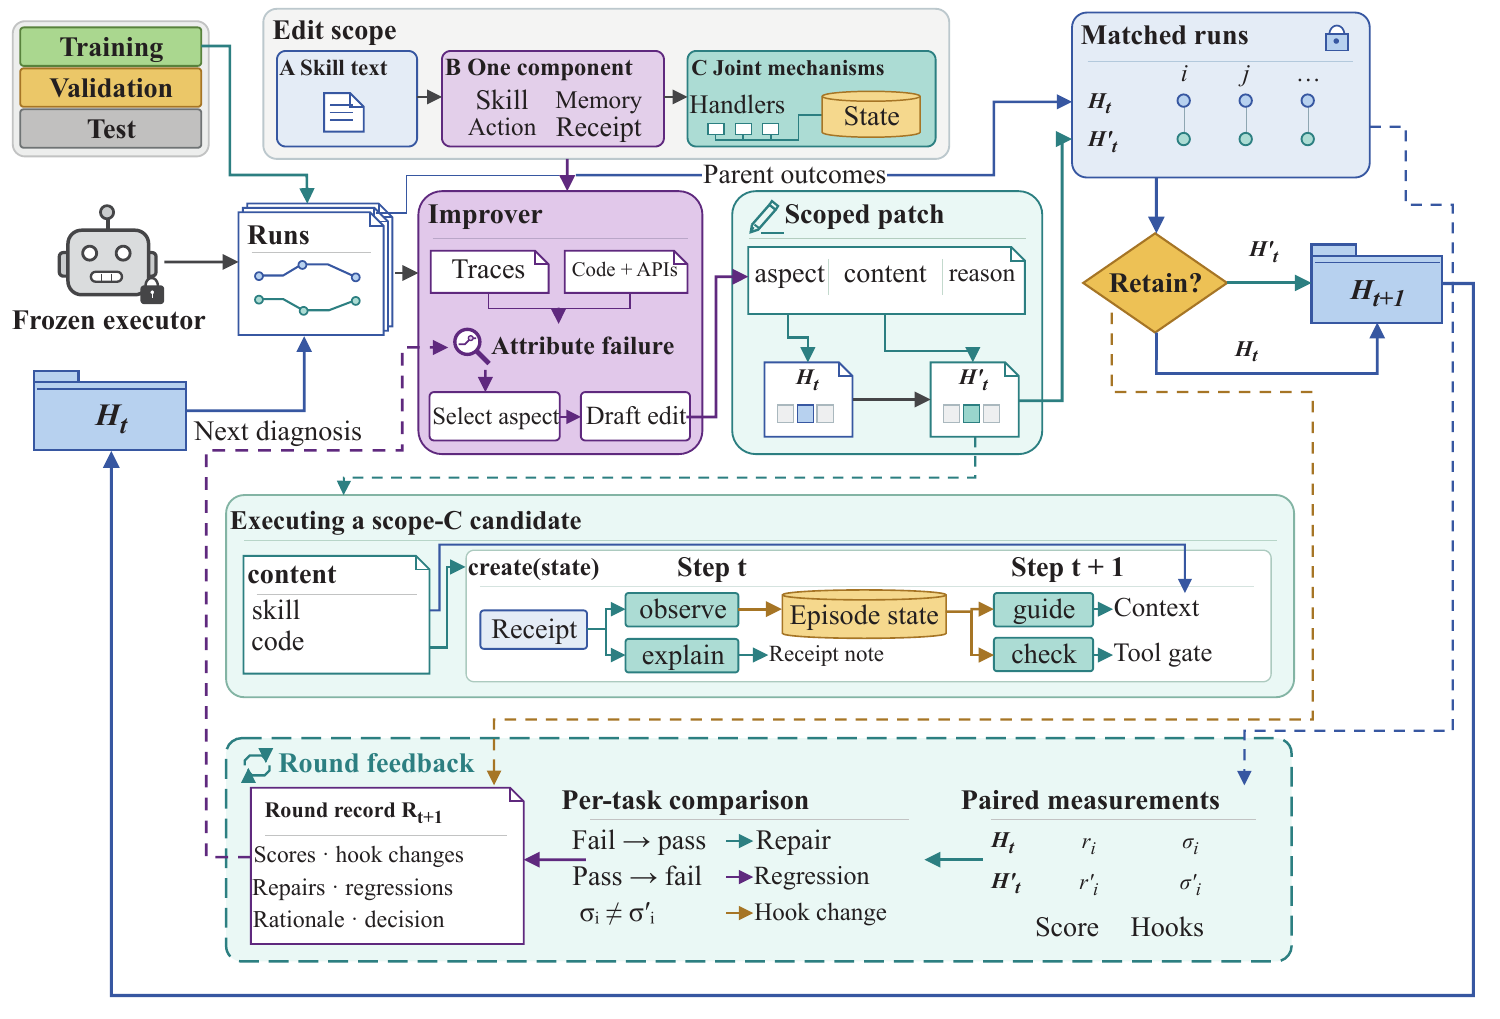 Training
Validation
Test
Edit scope
A Skill text
B One component
Skill Memory
Action Receipt
C Joint mechanisms
Handlers
State
Matched runs
i j …
H_t
H'_t
Parent outcomes
Frozen executor
Runs
H_t
Next diagnosis
Improver
Traces
Code + APIs
Attribute failure
Select aspect
Draft edit
Scoped patch
aspect content reason
H_t
H'_t
Retain?
H'_t
H_t
H_{t+1}
Executing a scope-C candidate
content
skill
code
create(state) Step t Step t + 1
Receipt
observe
explain
Episode state
Receipt note
guide
check
Context
Tool gate
Round feedback
Round record R_{t+1}
Scores · hook changes
Repairs · regressions
Rationale · decision
Per-task comparison
Fail → pass Repair
Pass → fail Regression
σ_i ≠ σ'_i Hook change
Paired measurements
H_t r_i σ_i
H'_t r'_i σ'_i
Score Hooks